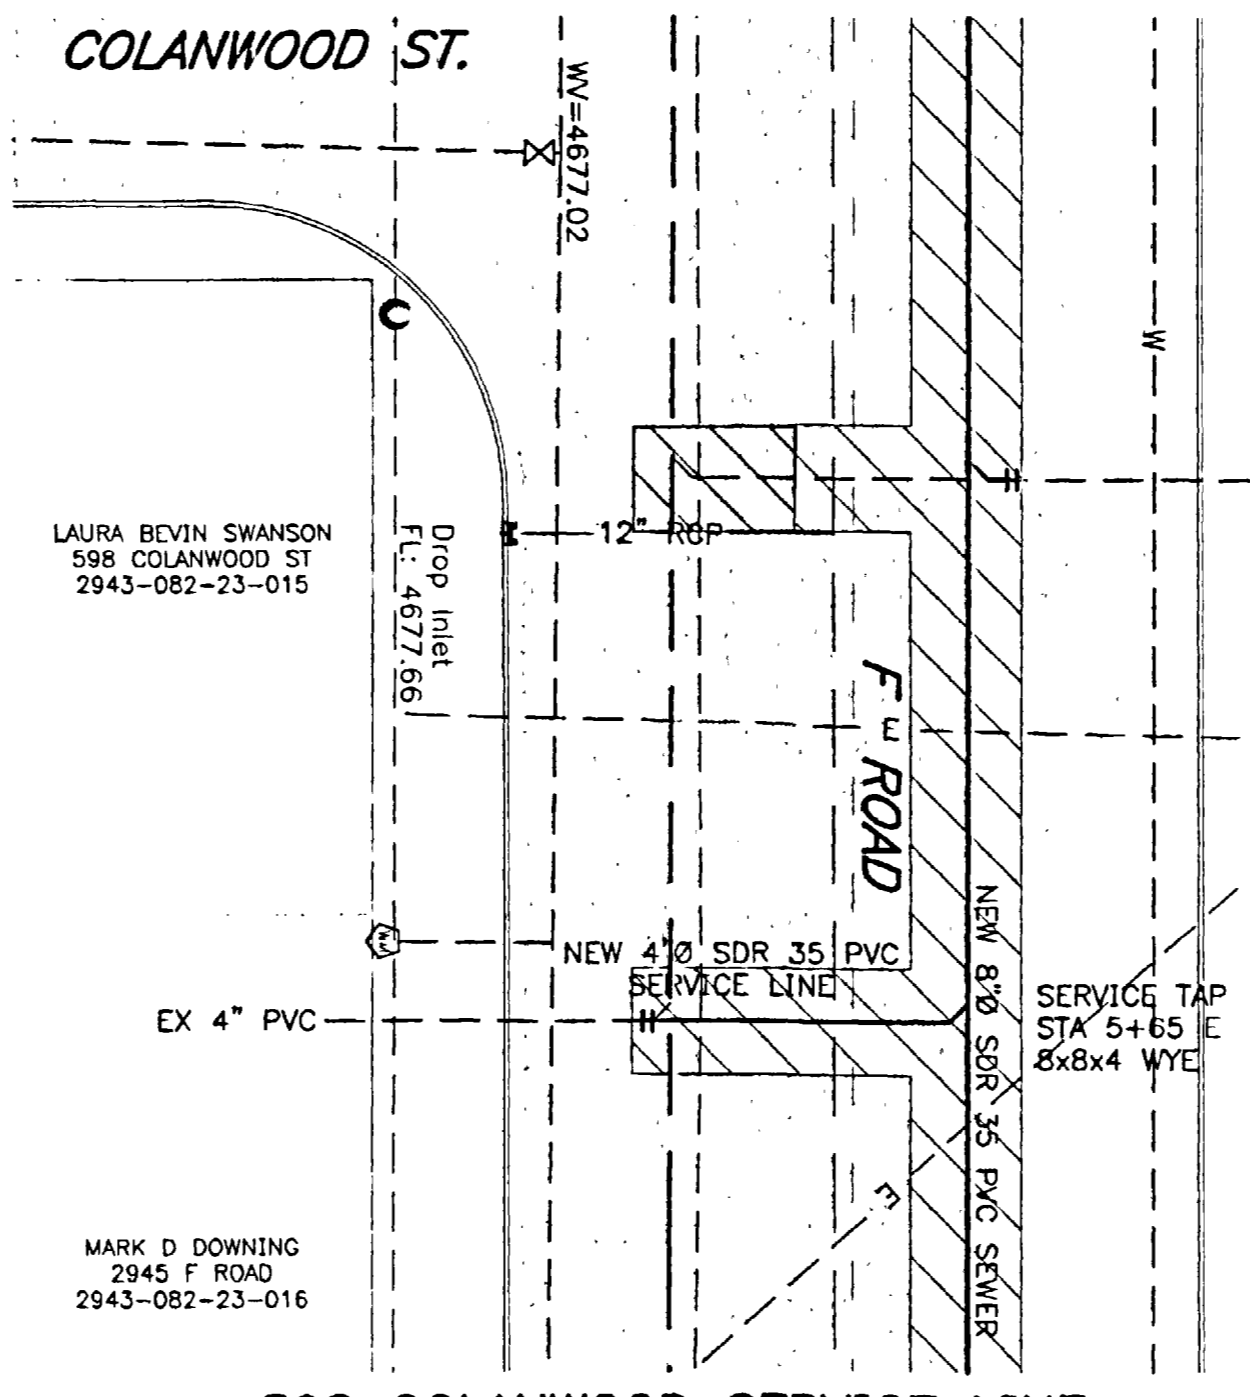 COLANWOOD ST.
WV=4677.02
W
LAURA BEVIN SWANSON
598 COLANWOOD ST
2943-082-23-015
Drop Inlet
FL: 4677.66
12" RCP
F ROAD
E
NEW 4"Ø SDR 35 PVC
SERVICE LINE
EX 4" PVC
NEW 8"Ø SDR 35 PVC SEWER
SERVICE TAP
STA 5+65 E
8x8x4 WYE
E
MARK D DOWNING
2945 F ROAD
2943-082-23-016